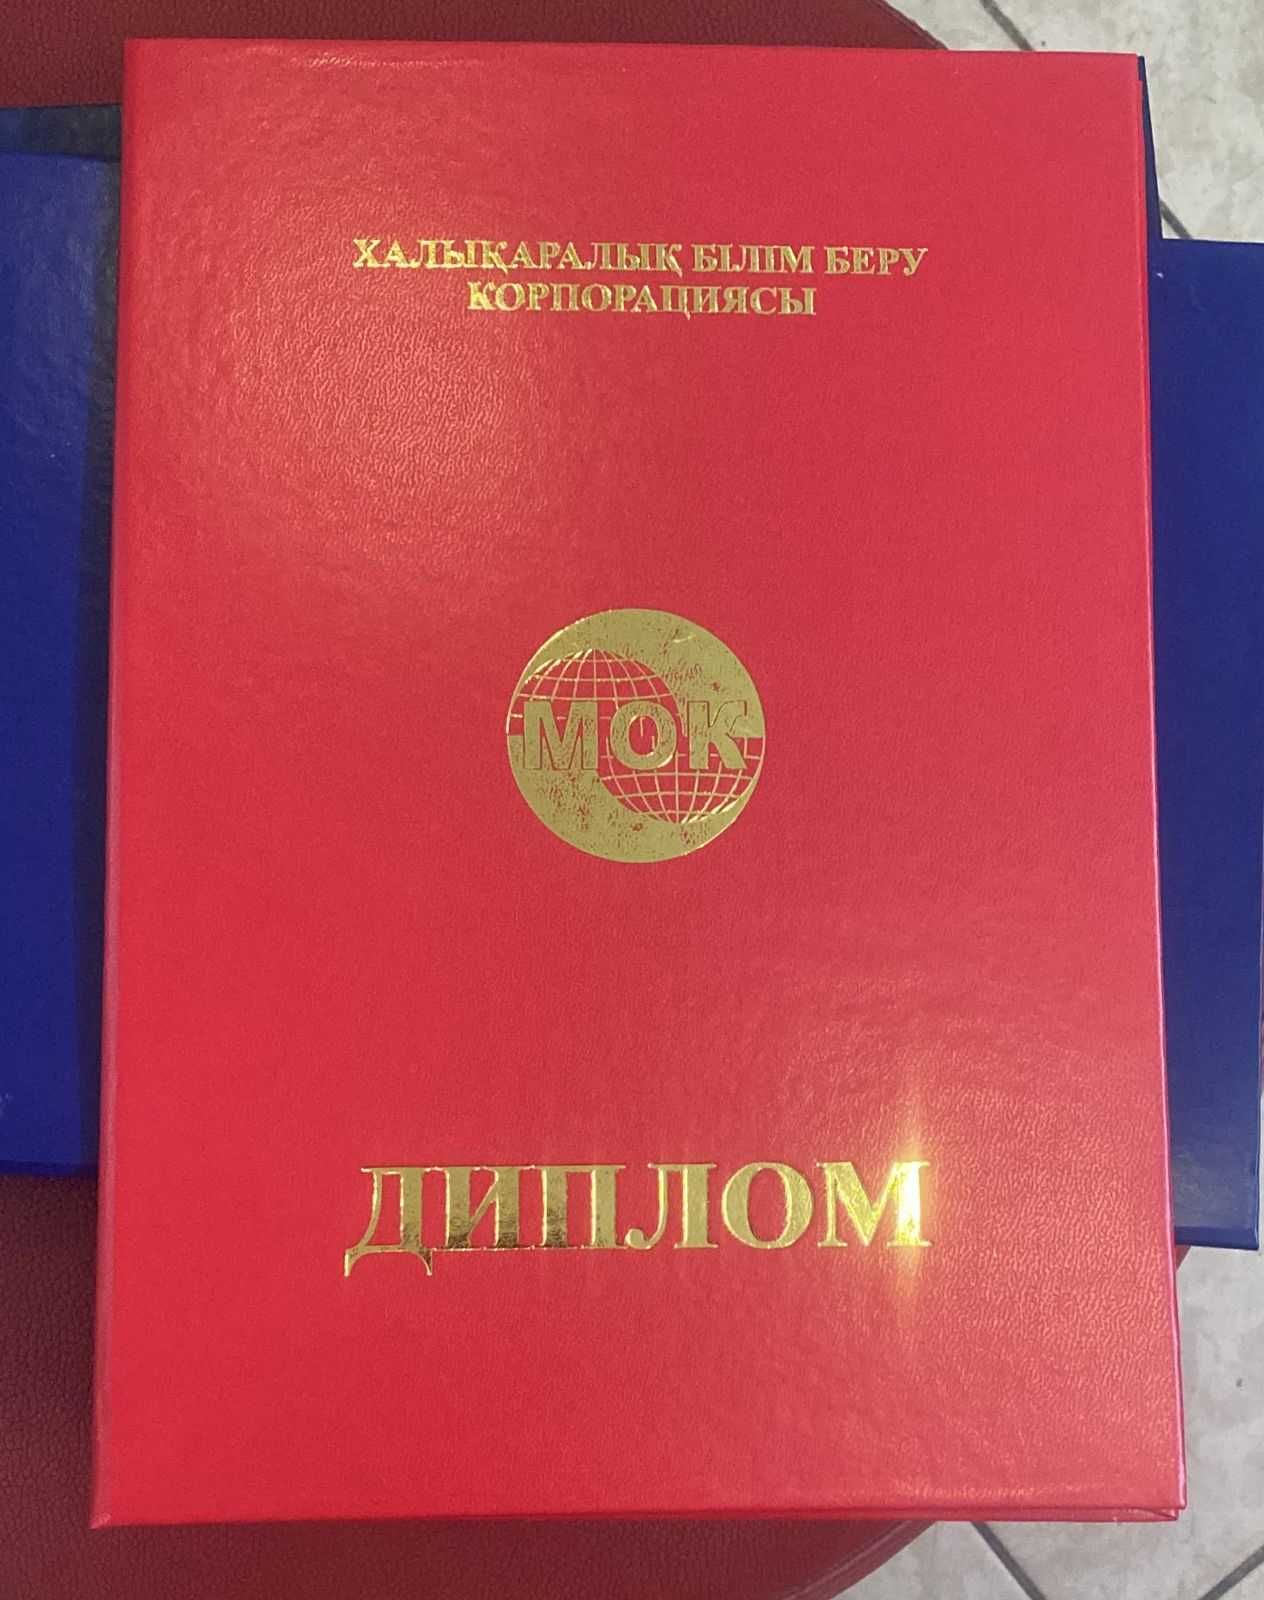 ХАЛЫҚАРАЛЫҚ БІЛІМ БЕРУ
КОРПОРАЦИЯСЫ
МОК
ДИПЛОМ